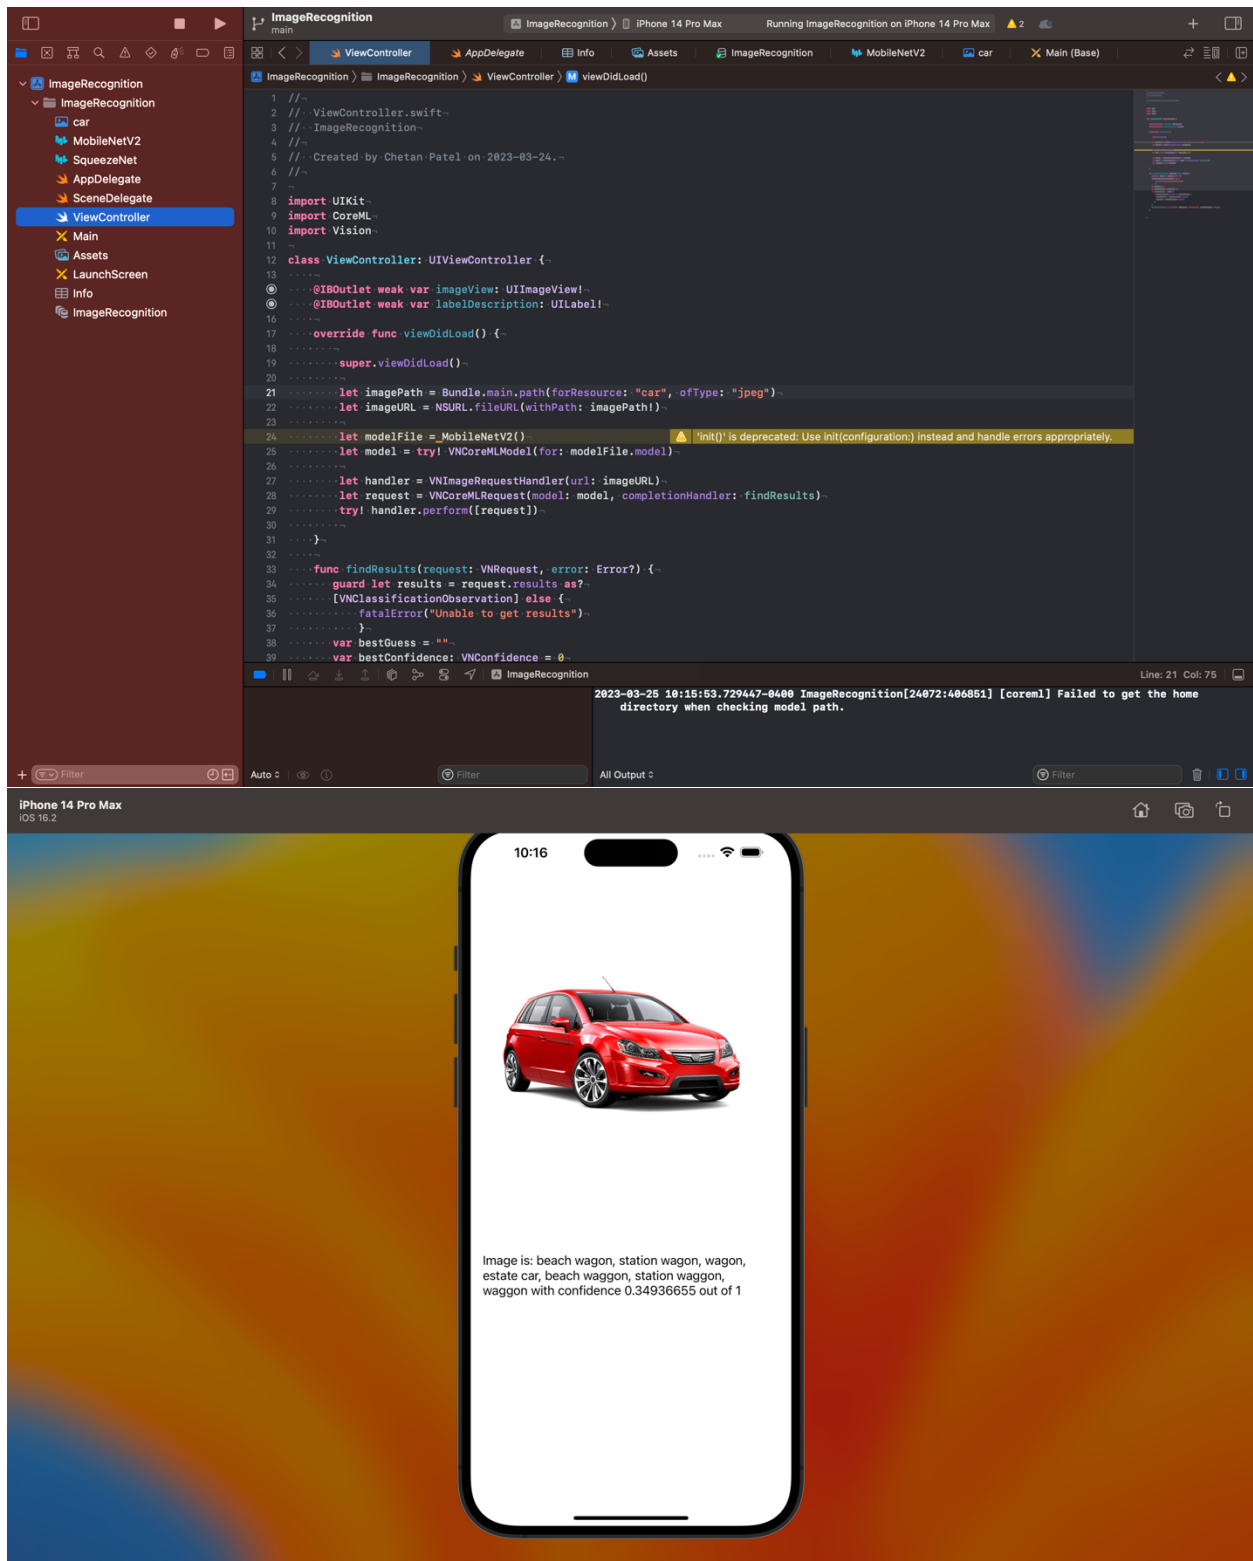 ImageRecognition
main
ImageRecognition
iPhone 14 Pro Max
Running ImageRecognition on iPhone 14 Pro Max
2
ViewController
AppDelegate
Info
Assets
ImageRecognition
MobileNetV2
car
Main (Base)
ImageRecognition
ImageRecognition
ViewController
M viewDidLoad()
ImageRecognition
ImageRecognition
car
MobileNetV2
SqueezeNet
AppDelegate
SceneDelegate
ViewController
Main
Assets
LaunchScreen
Info
ImageRecognition
Filter
1 //
2 // ViewController.swift
3 // ImageRecognition
4 //
5 // Created by Chetan Patel on 2023-03-24.
6 //
7
8 import UIKit
9 import CoreML
10 import Vision
11
12 class ViewController: UIViewController {
13
@IBOutlet weak var imageView: UIImageView!
@IBOutlet weak var labelDescription: UILabel!
16
17 override func viewDidLoad() {
18
19 super.viewDidLoad()
20
21 let imagePath = Bundle.main.path(forResource: "car", ofType: "jpeg")
22 let imageURL = NSURL.fileURL(withPath: imagePath!)
23
24 let modelFile = MobileNetV2() 'init()' is deprecated: Use init(configuration:) instead and handle errors appropriately.
25 let model = try! VNCoreMLModel(for: modelFile.model)
26
27 let handler = VNImageRequestHandler(url: imageURL)
28 let request = VNCoreMLRequest(model: model, completionHandler: findResults)
29 try! handler.perform([request])
30
31 }
32
33 func findResults(request: VNRequest, error: Error?) {
34 guard let results = request.results as?
35 [VNClassificationObservation] else {
36 fatalError("Unable to get results")
37 }
38 var bestGuess = ""
39 var bestConfidence: VNConfidence = 0
ImageRecognition
Line: 21 Col: 75
2023-03-25 10:15:53.729447-0400 ImageRecognition[24072:406851] [coreml] Failed to get the home
directory when checking model path.
Auto
Filter
All Output
Filter
iPhone 14 Pro Max
iOS 16.2
10:16
Image is: beach wagon, station wagon, wagon,
estate car, beach waggon, station waggon,
waggon with confidence 0.34936655 out of 1